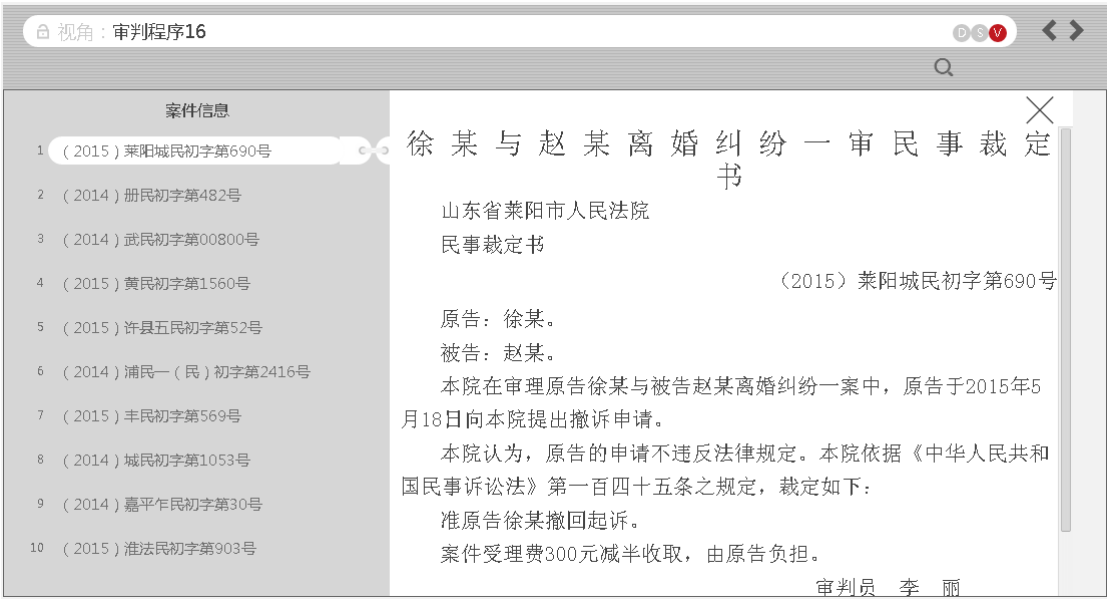 视角：审判程序16
D S V
案件信息
1 （2015）莱阳城民初字第690号
2 （2014）册民初字第482号
3 （2014）武民初字第00800号
4 （2015）黄民初字第1560号
5 （2015）许县五民初字第52号
6 （2014）浦民一（民）初字第2416号
7 （2015）丰民初字第569号
8 （2014）城民初字第1053号
9 （2014）嘉平乍民初字第30号
10 （2015）淮法民初字第903号
徐某与赵某离婚纠纷一审民事裁定
书
山东省莱阳市人民法院
民事裁定书
（2015）莱阳城民初字第690号
原告：徐某。
被告：赵某。
本院在审理原告徐某与被告赵某离婚纠纷一案中，原告于2015年5
月18日向本院提出撤诉申请。
本院认为，原告的申请不违反法律规定。本院依据《中华人民共和
国民事诉讼法》第一百四十五条之规定，裁定如下：
准原告徐某撤回起诉。
案件受理费300元减半收取，由原告负担。
审判员 李 丽